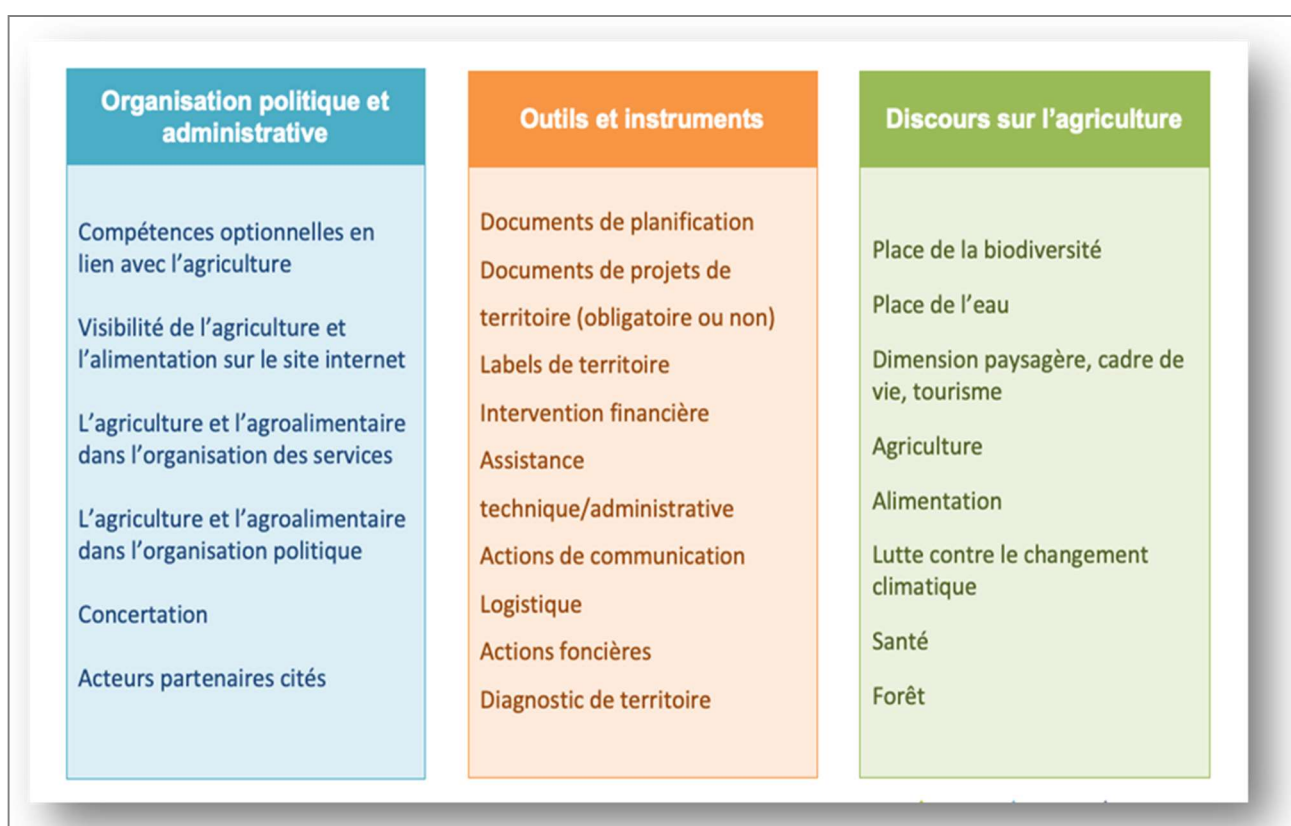 Organisation politique et
administrative
Compétences optionnelles en
lien avec l’agriculture
Visibilité de l’agriculture et
l’alimentation sur le site internet
L’agriculture et l’agroalimentaire
dans l’organisation des services
L’agriculture et l’agroalimentaire
dans l’organisation politique
Concertation
Acteurs partenaires cités
Outils et instruments
Documents de planification
Documents de projets de
territoire (obligatoire ou non)
Labels de territoire
Intervention financière
Assistance
technique/administrative
Actions de communication
Logistique
Actions foncières
Diagnostic de territoire
Discours sur l’agriculture
Place de la biodiversité
Place de l’eau
Dimension paysagère, cadre de
vie, tourisme
Agriculture
Alimentation
Lutte contre le changement
climatique
Santé
Forêt